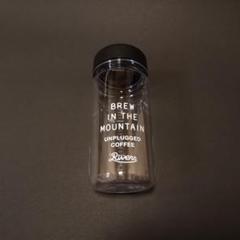 BREW
IN THE
MOUNTAIN
UNPLUGGED
COFFEE
Rivers